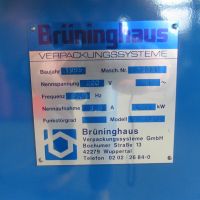 Brüninghaus
VERPACKUNGSSYSTEME
Baujahr Masch. Nr.
Nennspannung V
Frequenz Hz
Nennaufnahme kW
Funkstörgrad Modell
Brüninghaus
Verpackungssysteme GmbH
Bochumer Straße 13
42279 Wuppertal
Telefon 02 02 - 26 84-0